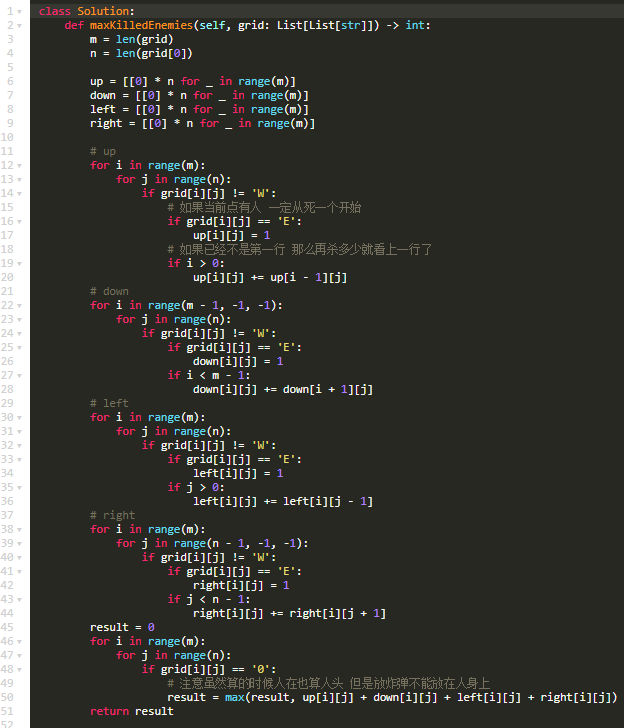 1 class Solution:
2     def maxKilledEnemies(self, grid: List[List[str]]) -> int:
3         m = len(grid)
4         n = len(grid[0])
5
6         up = [[0] * n for _ in range(m)]
7         down = [[0] * n for _ in range(m)]
8         left = [[0] * n for _ in range(m)]
9         right = [[0] * n for _ in range(m)]
10
11         # up
12         for i in range(m):
13             for j in range(n):
14                 if grid[i][j] != 'W':
15                     # 如果当前点有人 一定从死一个开始
16                     if grid[i][j] == 'E':
17                         up[i][j] = 1
18                     # 如果已经不是第一行 那么再杀多少就看上一行了
19                     if i > 0:
20                         up[i][j] += up[i - 1][j]
21         # down
22         for i in range(m - 1, -1, -1):
23             for j in range(n):
24                 if grid[i][j] != 'W':
25                     if grid[i][j] == 'E':
26                         down[i][j] = 1
27                     if i < m - 1:
28                         down[i][j] += down[i + 1][j]
29         # left
30         for i in range(m):
31             for j in range(n):
32                 if grid[i][j] != 'W':
33                     if grid[i][j] == 'E':
34                         left[i][j] = 1
35                     if j > 0:
36                         left[i][j] += left[i][j - 1]
37         # right
38         for i in range(m):
39             for j in range(n - 1, -1, -1):
40                 if grid[i][j] != 'W':
41                     if grid[i][j] == 'E':
42                         right[i][j] = 1
43                     if j < n - 1:
44                         right[i][j] += right[i][j + 1]
45         result = 0
46         for i in range(m):
47             for j in range(n):
48                 if grid[i][j] == '0':
49                     # 注意虽然算的时候人在也算人头 但是放炸弹不能放在人身上
50                     result = max(result, up[i][j] + down[i][j] + left[i][j] + right[i][j])
51         return result
52